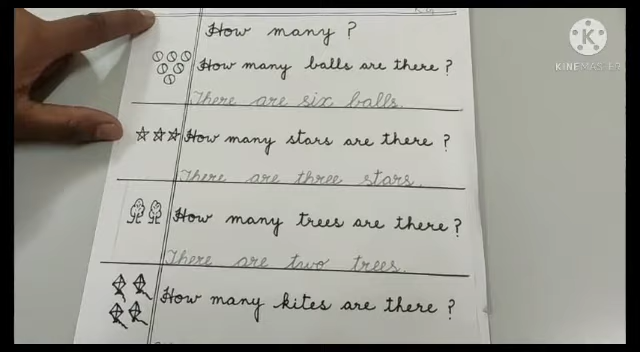 How many ?
How many balls are there ?
There are six balls.
How many stars are there ?
There are three stars.
How many trees are there ?
There are two trees.
How many kites are there ?
K
KINEMASTER